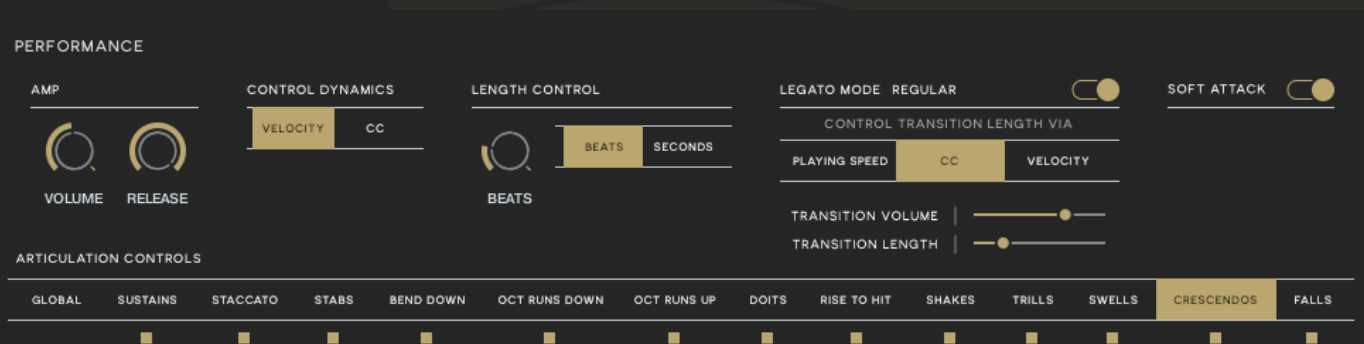 PERFORMANCE
AMP
CONTROL DYNAMICS
LENGTH CONTROL
LEGATO MODE REGULAR
SOFT ATTACK
CONTROL TRANSITION LENGTH VIA
VELOCITY CC
BEATS SECONDS
PLAYING SPEED CC VELOCITY
VOLUME RELEASE
BEATS
TRANSITION VOLUME
TRANSITION LENGTH
ARTICULATION CONTROLS
GLOBAL SUSTAINS STACCATO STABS BEND DOWN OCT RUNS DOWN OCT RUNS UP DOITS RISE TO HIT SHAKES TRILLS SWELLS CRESCENDOS FALLS